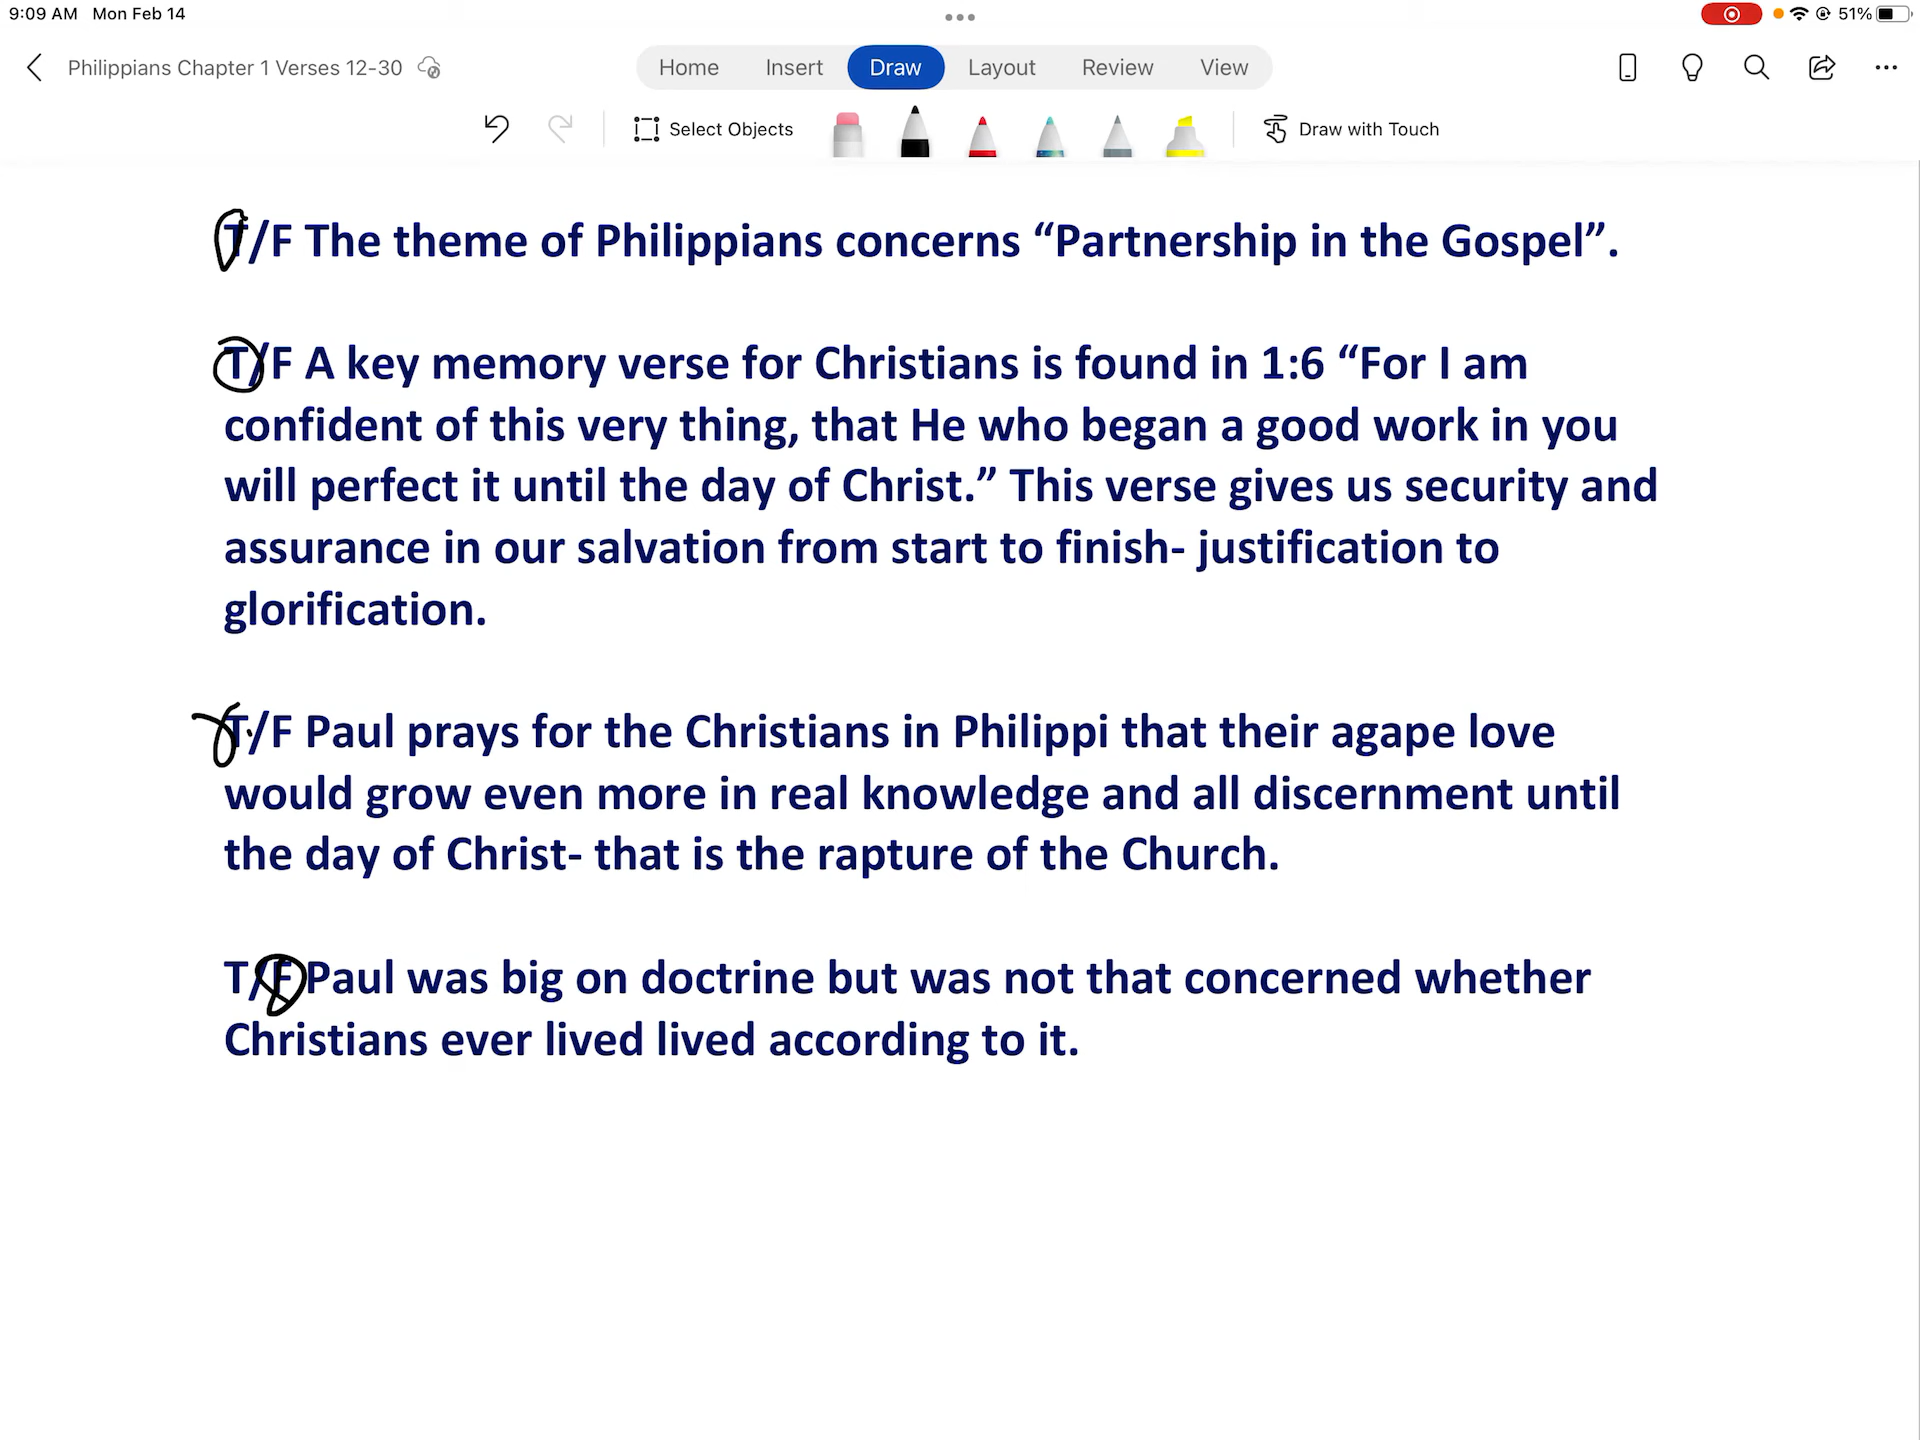 9:09 AM Mon Feb 14 51%
Philippians Chapter 1 Verses 12-30 Home Insert Draw Layout Review View
Select Objects Draw with Touch
T/F The theme of Philippians concerns “Partnership in the Gospel”.
T/F A key memory verse for Christians is found in 1:6 “For I am
confident of this very thing, that He who began a good work in you
will perfect it until the day of Christ.” This verse gives us security and
assurance in our salvation from start to finish- justification to
glorification.
T/F Paul prays for the Christians in Philippi that their agape love
would grow even more in real knowledge and all discernment until
the day of Christ- that is the rapture of the Church.
T/F Paul was big on doctrine but was not that concerned whether
Christians ever lived lived according to it.